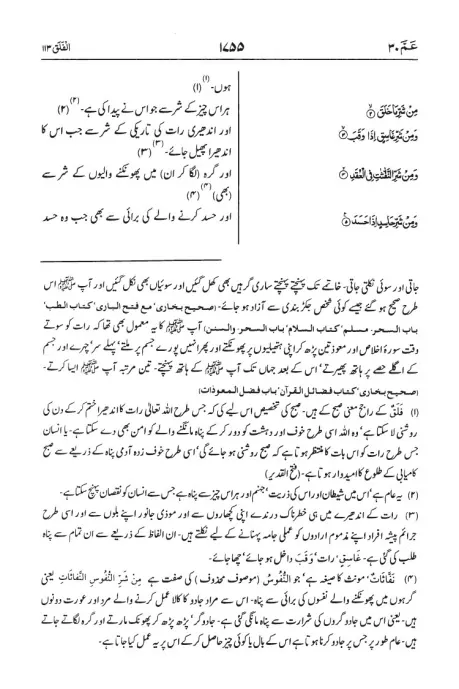 عَمَّ ۳۰
۱۷۵۵
الفلق ۱۱۳
ہوں۔(۱) (۱)
مِنْ شَرِّ مَا خَلَقَ ۝۲
ہر اس چیز کے شر سے جو اس نے پیدا کی ہے۔(۲) (۲)
وَمِنْ شَرِّ غَاسِقٍ إِذَا وَقَبَ ۝۳
اور اندھیری رات کی تاریکی کے شر سے جب اس کا
اندھیرا پھیل جائے۔(۳) (۳)
وَمِنْ شَرِّ النَّفّٰثٰتِ فِی الْعُقَدِ ۝۴
اور گرہ (لگا کر ان) میں پھونکنے والیوں کے شر سے
(بھی)(۴) (۴)
وَمِنْ شَرِّ حَاسِدٍ إِذَا حَسَدَ ۝۵
اور حسد کرنے والے کی برائی سے بھی جب وہ حسد
جاتی اور سوئی نکلتی جاتی۔ خاتمے تک پہنچتے پہنچتے ساری گرہیں بھی کھل گئیں اور سوئیاں بھی نکل گئیں اور آپ ﷺ اس
طرح صحیح ہو گئے جیسے کوئی شخص جکڑ بندی سے آزاد ہو جائے۔ (صحیح بخاری، مع فتح الباری، کتاب الطب،
باب السحر۔ مسلم، کتاب السلام، باب السحر، والسنن) آپ ﷺ کا یہ معمول بھی تھا کہ رات کو سوتے
وقت سورۂ اخلاص اور معوذتین پڑھ کر اپنی ہتھیلیوں پر پھونکتے اور پھر انہیں پورے جسم پر ملتے، پہلے سر، چہرے اور جسم
کے اگلے حصے پر ہاتھ پھیرتے، اس کے بعد جہاں تک آپ ﷺ کے ہاتھ پہنچتے۔ تین مرتبہ آپ ﷺ ایسا کرتے۔
(صحیح بخاری، کتاب فضائل القرآن، باب فضل المعوذات)
(۱) فَلَقٌ کے راجح معنی صبح کے ہیں۔ صبح کی تخصیص اس لیے کی کہ جس طرح اللہ تعالیٰ رات کا اندھیرا ختم کر کے دن کی
روشنی لا سکتا ہے، وہ اللہ اسی طرح خوف اور دہشت کو دور کر کے پناہ مانگنے والے کو امن بھی دے سکتا ہے۔ یا انسان
جس طرح رات کو اس بات کا منتظر ہوتا ہے کہ صبح روشنی ہو جائے گی، اسی طرح خوف زدہ آدمی پناہ کے ذریعے سے صبح
کامیابی کے طلوع کا امیدوار ہوتا ہے۔ (فتح القدیر)
(۲) یہ عام ہے، اس میں شیطان اور اس کی ذریت، جہنم اور ہر اس چیز سے پناہ ہے جس سے انسان کو نقصان پہنچ سکتا ہے۔
(۳) رات کے اندھیرے میں ہی خطرناک درندے اپنی کچھاروں سے اور موذی جانور اپنے بلوں سے اور اسی طرح
جرائم پیشہ افراد اپنے مذموم ارادوں کو عملی جامہ پہنانے کے لیے نکلتے ہیں۔ ان الفاظ کے ذریعے سے ان تمام سے پناہ
طلب کی گئی ہے۔ غَاسِقٍ، رات، وَقَبَ داخل ہو جائے، چھا جائے۔
(۴) نَفَّاثَاتٌ، مونث کا صیغہ ہے، جو النُّفُوسُ (موصوف محذوف) کی صفت ہے مِنْ شَرِّ النُّفُوسِ النَّفَّاثَاتِ یعنی
گرہوں میں پھونکنے والے نفسوں کی برائی سے پناہ۔ اس سے مراد جادو کا کالا عمل کرنے والے مرد اور عورت دونوں
ہیں۔ یعنی اس میں جادوگروں کی شرارت سے پناہ مانگی گئی ہے۔ جادوگر، پڑھ پڑھ کر پھونک مارتے اور گرہ لگاتے جاتے
ہیں۔ عام طور پر جس پر جادو کرنا ہوتا ہے اس کے بال یا کوئی چیز حاصل کر کے اس پر یہ عمل کیا جاتا ہے۔